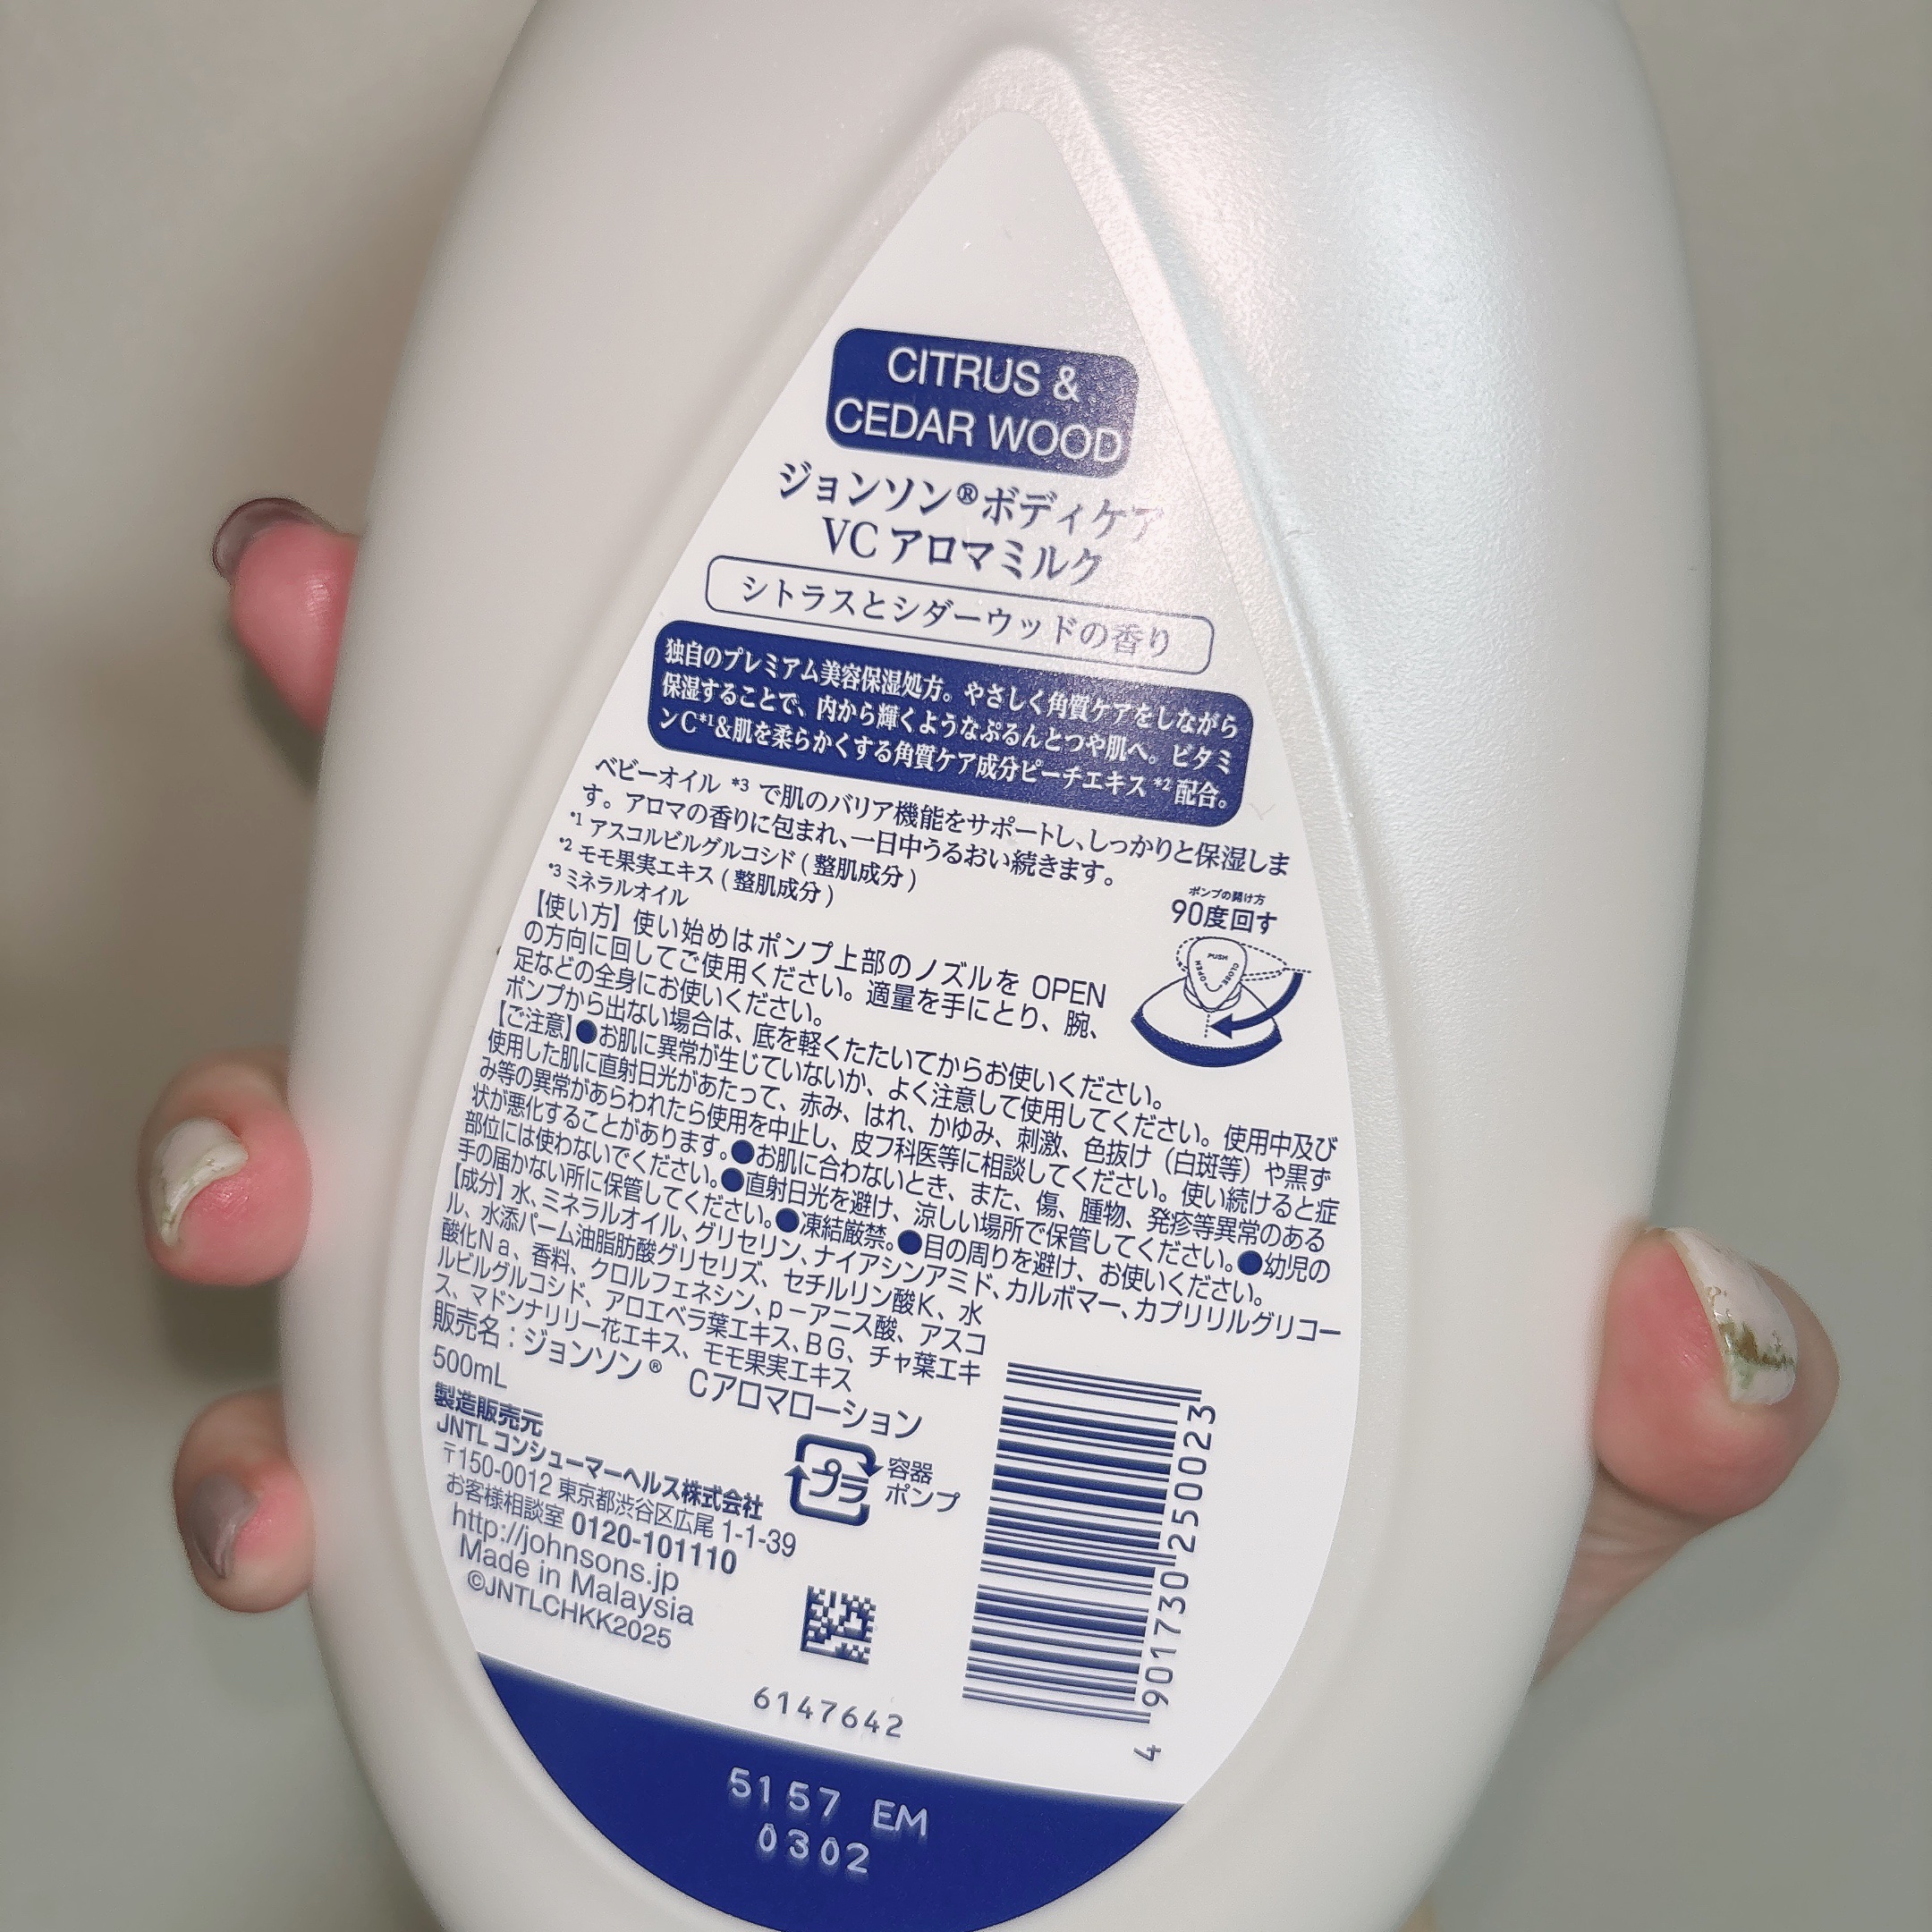 CITRUS &
CEDAR WOOD
ジョンソン®ボディケア
VC アロマミルク
シトラスとシダーウッドの香り
独自のプレミアム美容保湿処方。やさしく角質ケアをしながら
保湿することで、内から輝くようなぷるんとつや肌へ。ビタミ
ンC*1&肌を柔らかくする角質ケア成分ピーチエキス*2配合。
ベビーオイル*3で肌のバリア機能をサポートし、しっかりと保湿しま
す。アロマの香りに包まれ、一日中うるおい続きます。
*1 アスコルビルグルコシド(整肌成分)
*2 モモ果実エキス(整肌成分)
*3 ミネラルオイル
ポンプの開け方
90度回す
PUSH
OPEN
CLOSE
【使い方】使い始めはポンプ上部のノズルを OPEN
の方向に回してご使用ください。適量を手にとり、腕、
足などの全身にお使いください。
ポンプから出ない場合は、底を軽くたたいてからお使いください。
【ご注意】●お肌に異常が生じていないか、よく注意して使用してください。使用中及び
使用した肌に直射日光があたって、赤み、はれ、かゆみ、刺激、色抜け（白斑等）や黒ず
み等の異常があらわれたら使用を中止し、皮フ科医等に相談してください。使い続けると症
状が悪化することがあります。●お肌に合わないとき、また、傷、腫物、発疹等異常のある
部位には使わないでください。●直射日光を避け、涼しい場所で保管してください。●幼児の
手の届かない所に保管してください。●凍結厳禁。●目の周りを避け、お使いください。
【成分】水、ミネラルオイル、グリセリン、ナイアシンアミド、カルボマー、カプリリルグリコー
ル、水添パーム油脂肪酸グリセリズ、セチルリン酸K、水
酸化Na、香料、クロルフェネシン、p－アニス酸、アスコ
ルビルグルコシド、アロエベラ葉エキス、BG、チャ葉エキ
ス、マドンナリリー花エキス、モモ果実エキス
販売名：ジョンソン® Cアロマローション
500mL
製造販売元
JNTL コンシューマーヘルス株式会社
〒150-0012 東京都渋谷区広尾 1-1-39
お客様相談室 0120-101110
http://johnsons.jp
Made in Malaysia
©JNTLCHKK2025
プラ
容器
ポンプ
4 901730 250023
6147642
5157 EM
0302